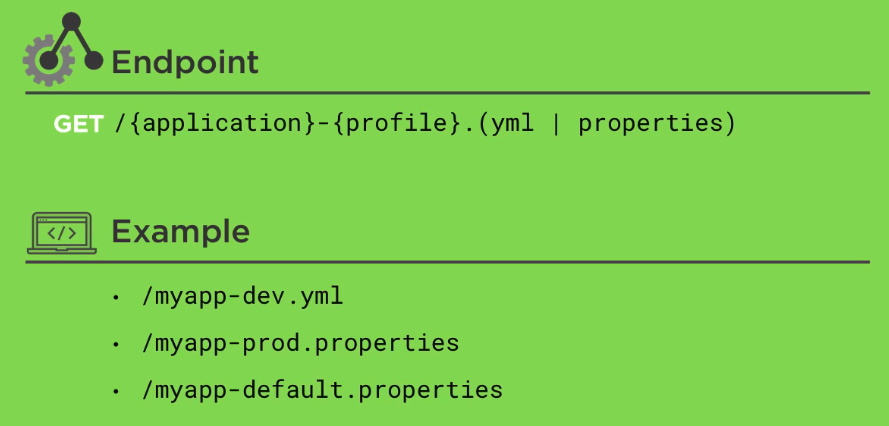 Endpoint
GET /{application}-{profile}.(yml | properties)
</>
Example
• /myapp-dev.yml
• /myapp-prod.properties
• /myapp-default.properties